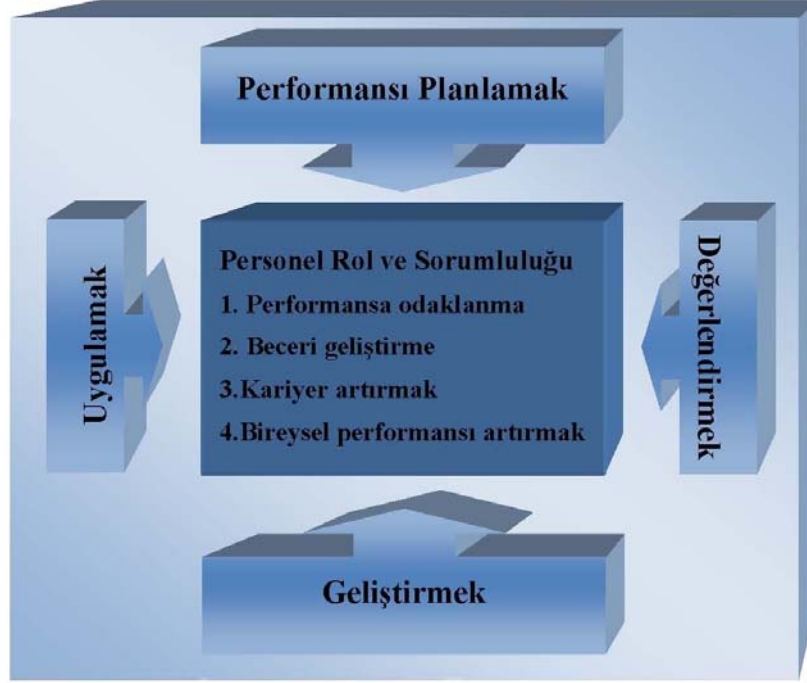 Performansı Planlamak
Uygulamak
Personel Rol ve Sorumluluğu
1. Performansa odaklanma
2. Beceri geliştirme
3.Kariyer artırmak
4.Bireysel performansı artırmak
Değerlendirmek
Geliştirmek